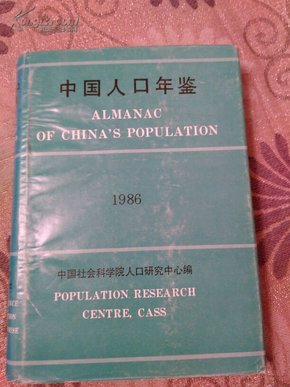 中国人口年鉴
ALMANAC
OF CHINA'S POPULATION
1986
中国社会科学院人口研究中心编
POPULATION RESEARCH
CENTRE, CASS